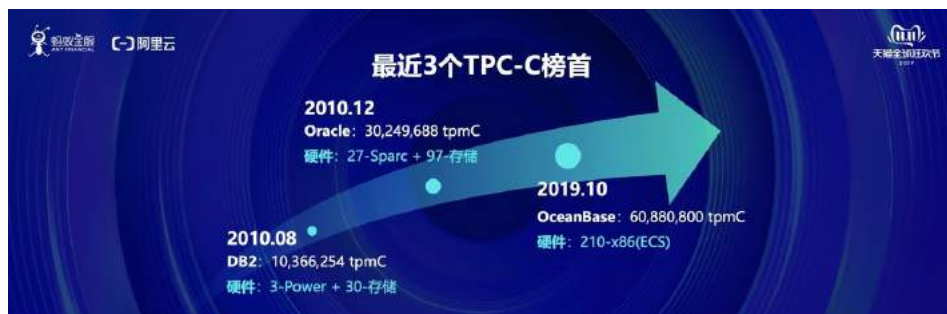 蚂蚁金服
ANT FINANCIAL
阿里云
天猫全球狂欢节
最近3个TPC-C榜首
2010.12
Oracle：30,249,688 tpmC
硬件：27-Sparc + 97-存储
2019.10
OceanBase：60,880,800 tpmC
硬件：210-x86(ECS)
2010.08
DB2：10,366,254 tpmC
硬件：3-Power + 30-存储